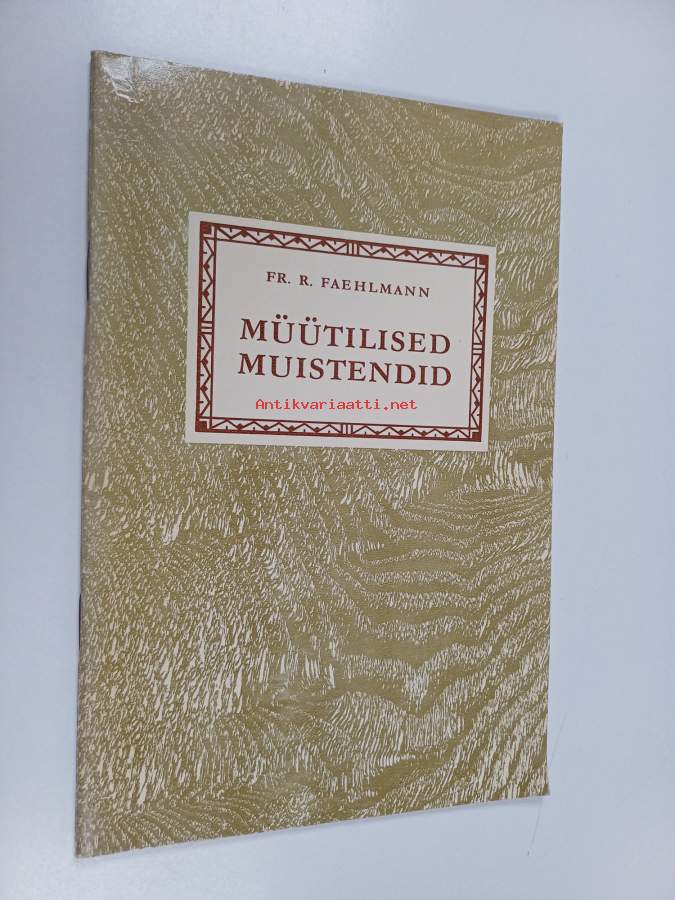 FR. R. FAEHLMANN
MÜÜTILISED
MUISTENDID
Antikvariaatti.net